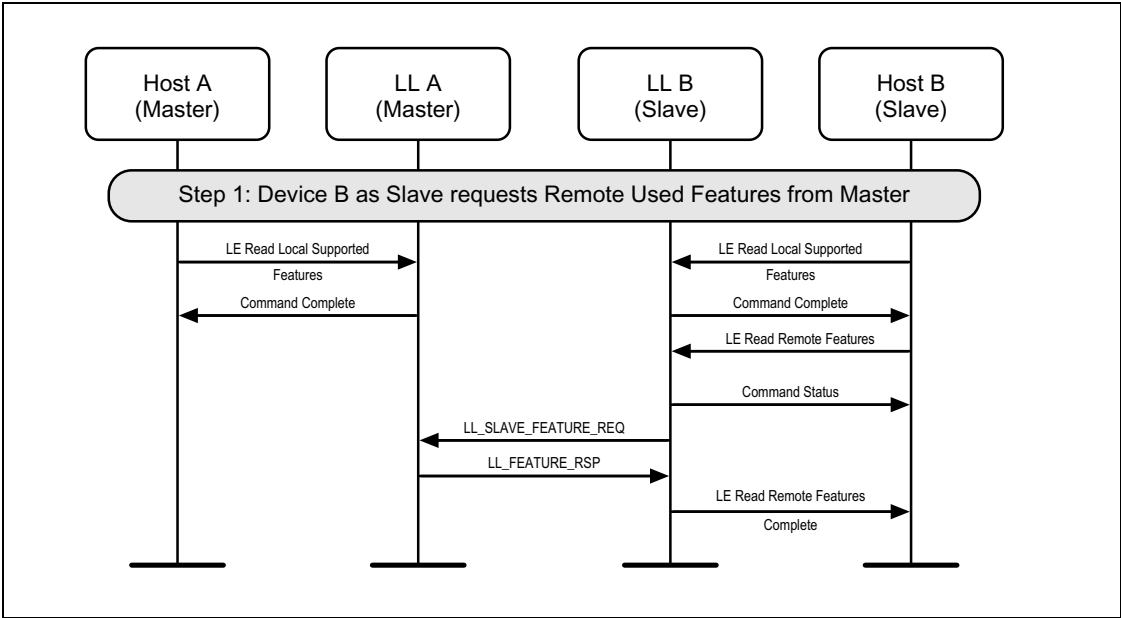 Host A
(Master)
LL A
(Master)
LL B
(Slave)
Host B
(Slave)
Step 1: Device B as Slave requests Remote Used Features from Master
LE Read Local Supported
Features
LE Read Local Supported
Features
Command Complete
Command Complete
LE Read Remote Features
Command Status
LL_SLAVE_FEATURE_REQ
LL_FEATURE_RSP
LE Read Remote Features
Complete